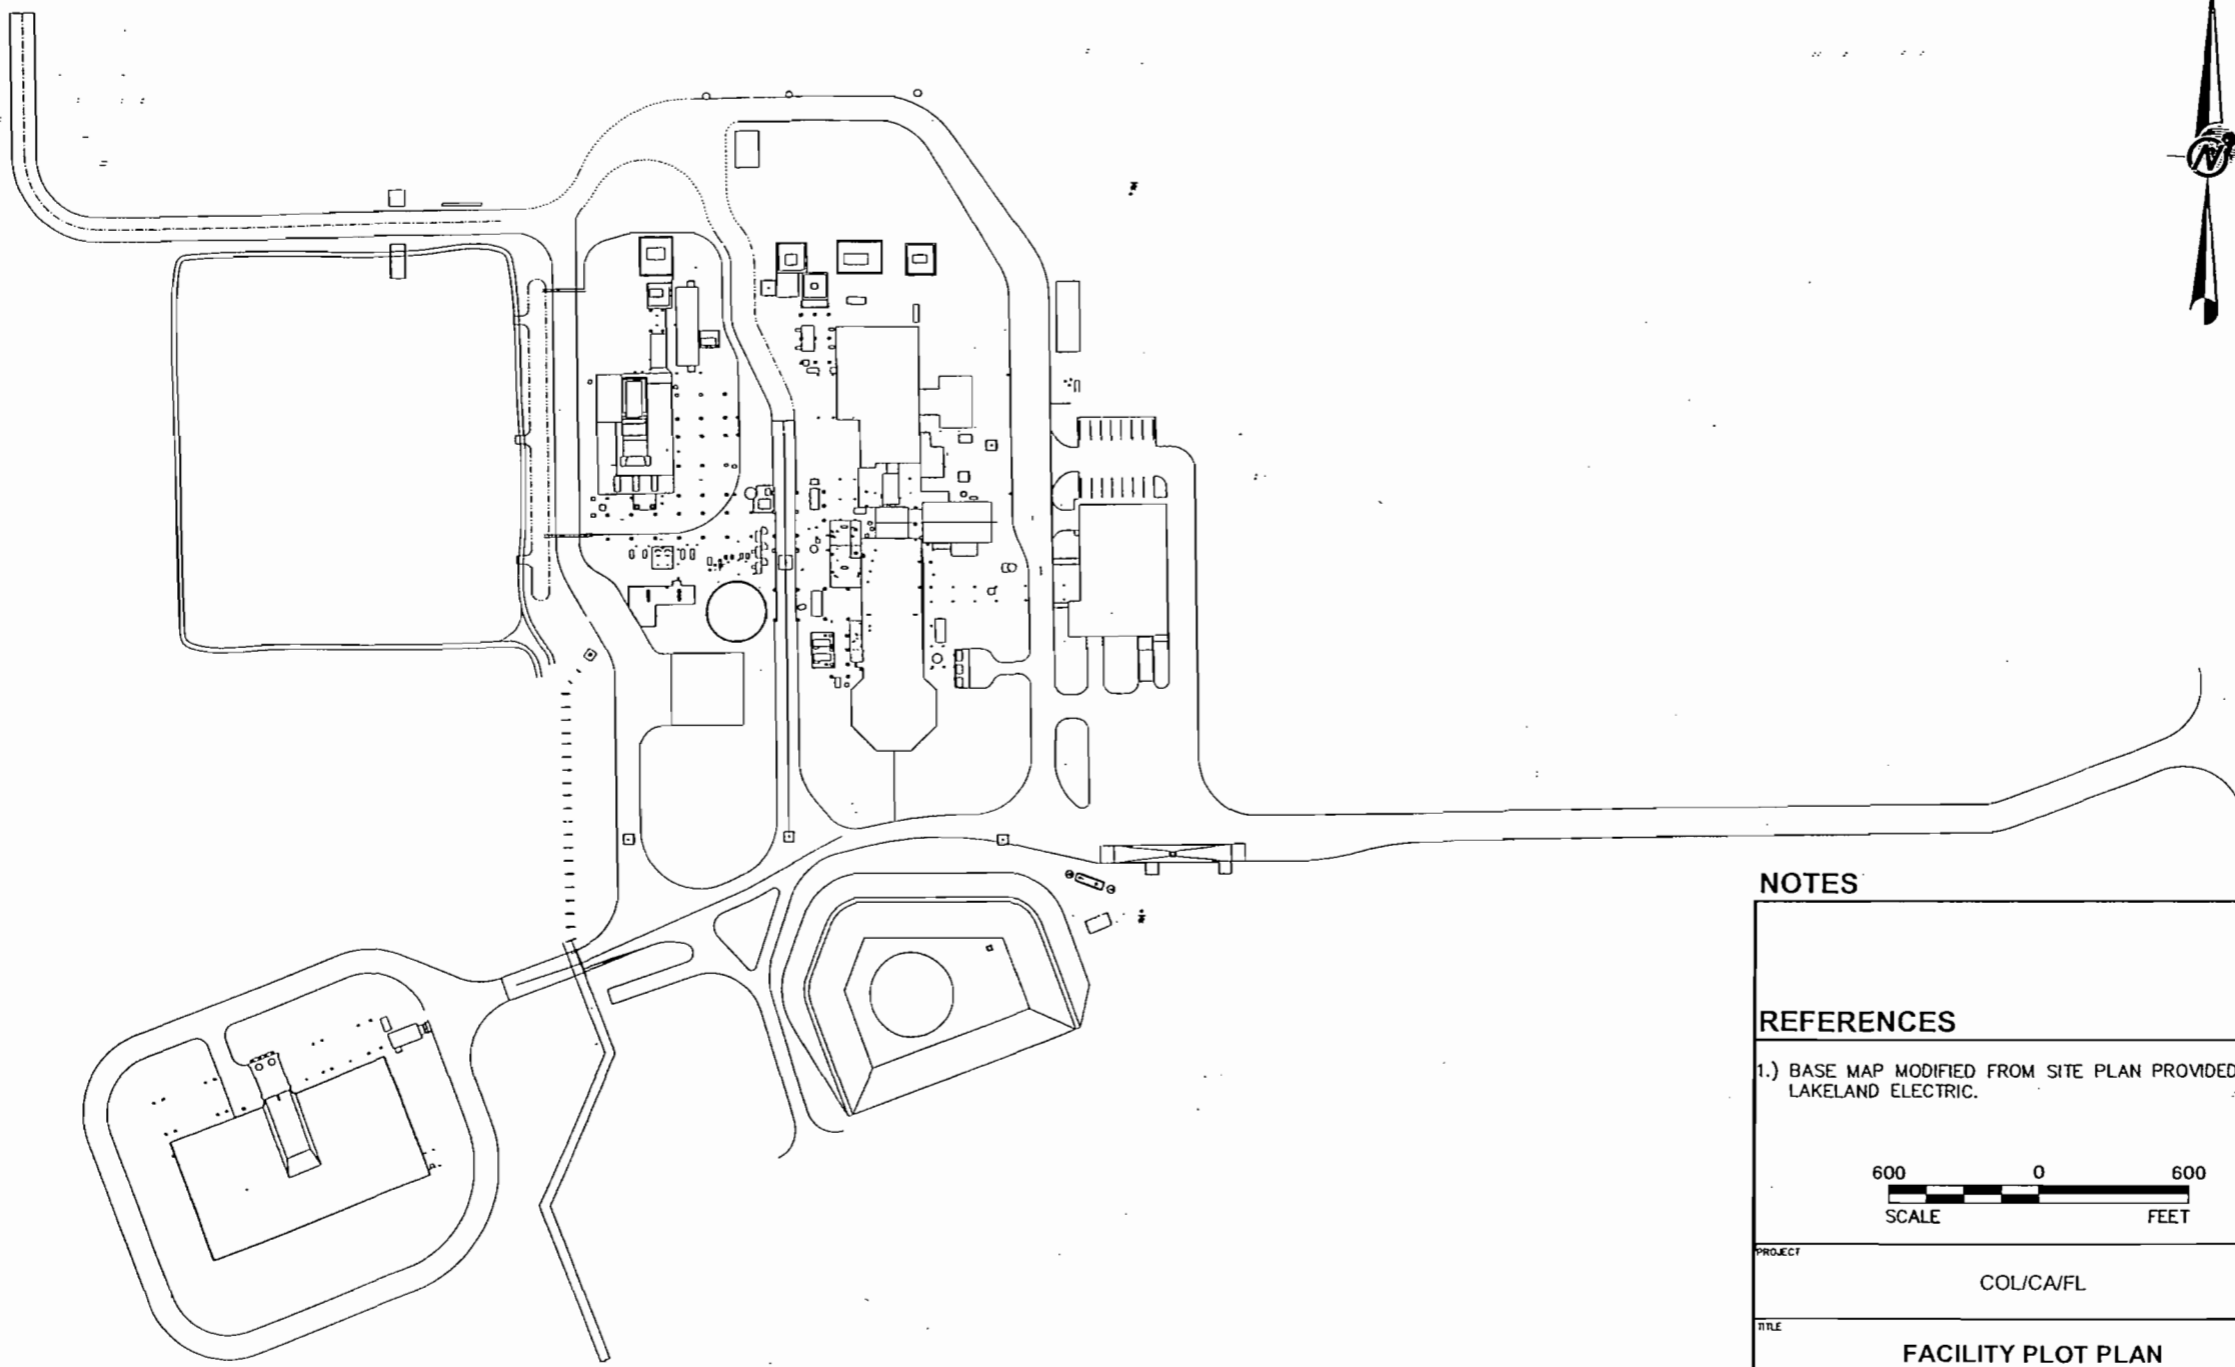 N
NOTES
REFERENCES
1.) BASE MAP MODIFIED FROM SITE PLAN PROVIDED
LAKELAND ELECTRIC.
600 0 600
SCALE FEET
PROJECT
COL/CA/FL
TITLE
FACILITY PLOT PLAN